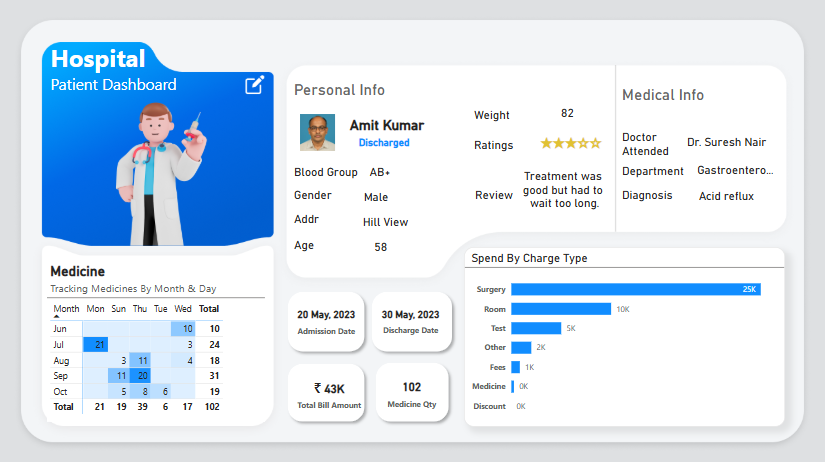 Hospital
Patient Dashboard
Personal Info
Amit Kumar
Discharged
Blood Group AB+
Gender Male
Addr Hill View
Age 58
Weight 82
Ratings
Review Treatment was
good but had to
wait too long.
Medical Info
Doctor
Attended Dr. Suresh Nair
Department Gastroentero...
Diagnosis Acid reflux
Medicine
Tracking Medicines By Month & Day
Month Mon Sun Thu Tue Wed Total
Jun 10 10
Jul 21 3 24
Aug 3 11 4 18
Sep 11 20 31
Oct 5 8 6 19
Total 21 19 39 6 17 102
20 May, 2023
Admission Date
30 May, 2023
Discharge Date
₹ 43K
Total Bill Amount
102
Medicine Qty
Spend By Charge Type
Surgery 25K
Room 10K
Test 5K
Other 2K
Fees 1K
Medicine 0K
Discount 0K